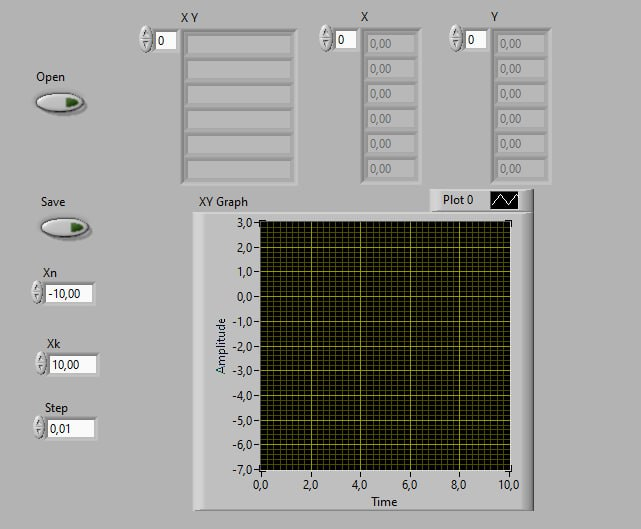 X Y
X
Y
0
0
0,00
0,00
0,00
0,00
0,00
0,00
0
0,00
0,00
0,00
0,00
0,00
0,00
Open
Save
Xn
-10,00
Xk
10,00
Step
0,01
XY Graph
Plot 0
3,0
2,0
1,0
0,0
-1,0
-2,0
-3,0
-4,0
-5,0
-6,0
-7,0
Amplitude
0,0 2,0 4,0 6,0 8,0 10,0
Time